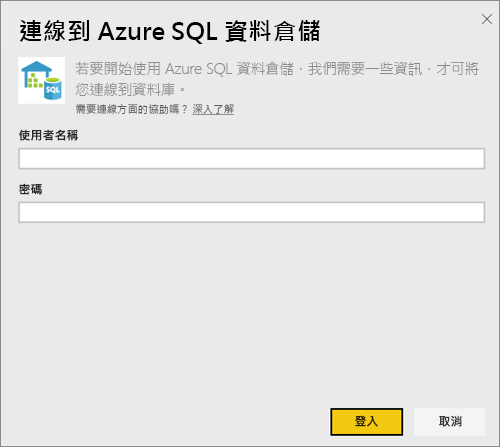 連線到 Azure SQL 資料倉儲
若要開始使用 Azure SQL 資料倉儲，我們需要一些資訊，才可將
您連線到資料庫。
需要連線方面的協助嗎？ 深入了解
SQL
使用者名稱
密碼
登入
取消